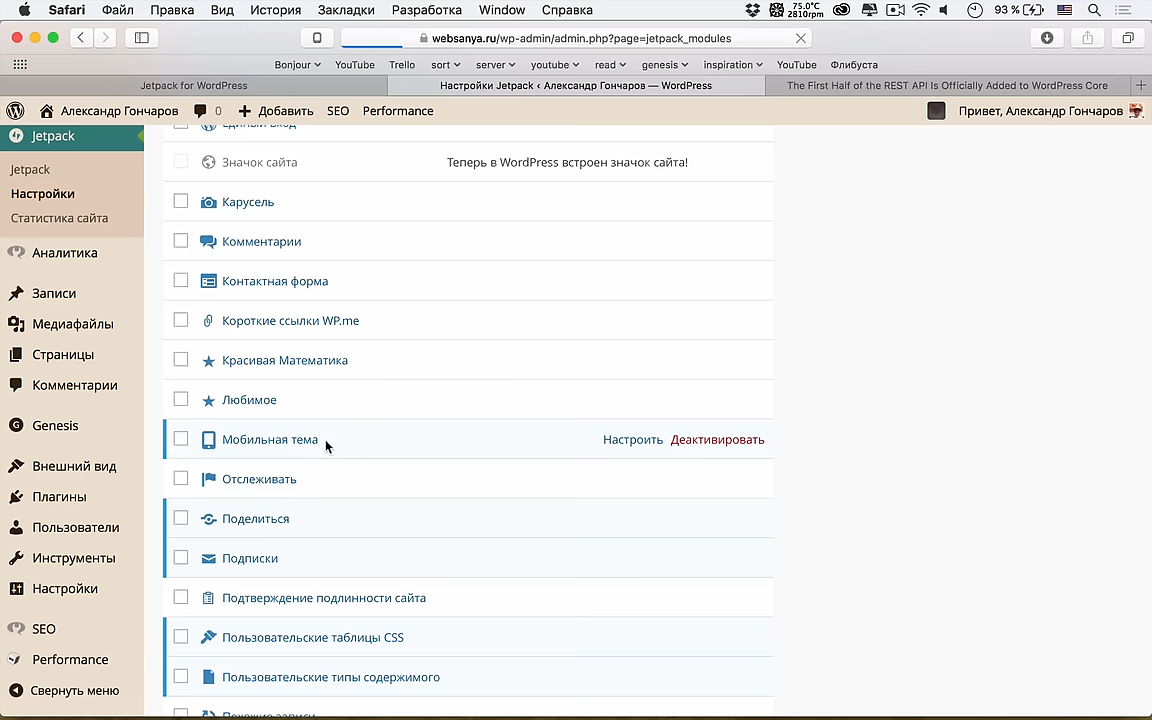 Safari Файл Правка Вид История Закладки Разработка Window Справка 75.0°C 2810rpm 93 %
websanya.ru/wp-admin/admin.php?page=jetpack_modules
Bonjour YouTube Trello sort server youtube read genesis inspiration YouTube Флибуста
Jetpack for WordPress Настройки Jetpack ‹ Александр Гончаров — WordPress The First Half of the REST API Is Officially Added to WordPress Core
Александр Гончаров 0 Добавить SEO Performance Привет, Александр Гончаров
Jetpack
Jetpack
Настройки
Статистика сайта
Аналитика
Записи
Медиафайлы
Страницы
Комментарии
Genesis
Внешний вид
Плагины
Пользователи
Инструменты
Настройки
SEO
Performance
Свернуть меню
Единый вход
Значок сайта Теперь в WordPress встроен значок сайта!
Карусель
Комментарии
Контактная форма
Короткие ссылки WP.me
Красивая Математика
Любимое
Мобильная тема Настроить Деактивировать
Отслеживать
Поделиться
Подписки
Подтверждение подлинности сайта
Пользовательские таблицы CSS
Пользовательские типы содержимого
Похожие записи